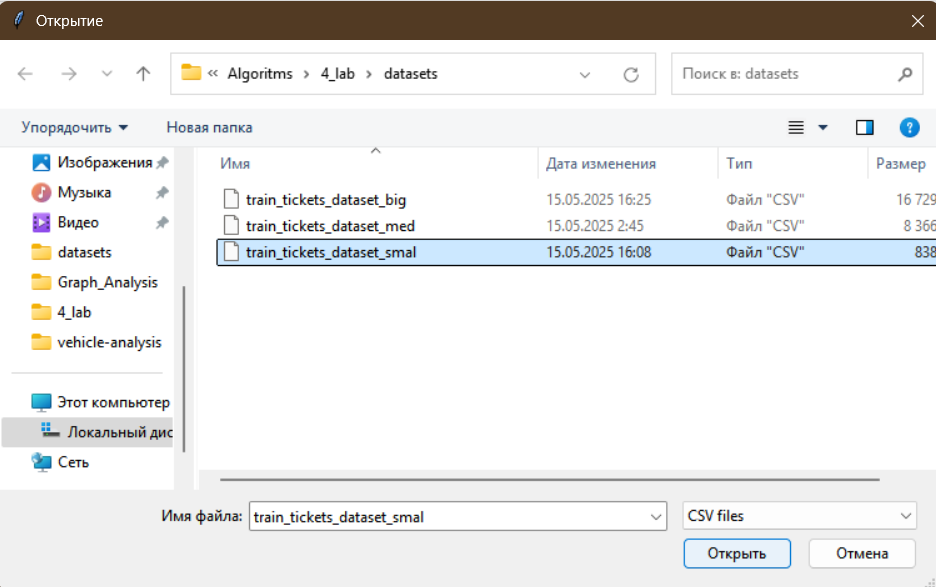 Открытие
« Algoritms › 4_lab › datasets
Поиск в: datasets
Упорядочить Новая папка
?
Имя Дата изменения Тип Размер
train_tickets_dataset_big 15.05.2025 16:25 Файл "CSV" 16 729
train_tickets_dataset_med 15.05.2025 2:45 Файл "CSV" 8 366
train_tickets_dataset_smal 15.05.2025 16:08 Файл "CSV" 838
Изображения
Музыка
Видео
datasets
Graph_Analysis
4_lab
vehicle-analysis
Этот компьютер
Локальный дис
Сеть
Имя файла: train_tickets_dataset_smal CSV files
Открыть Отмена